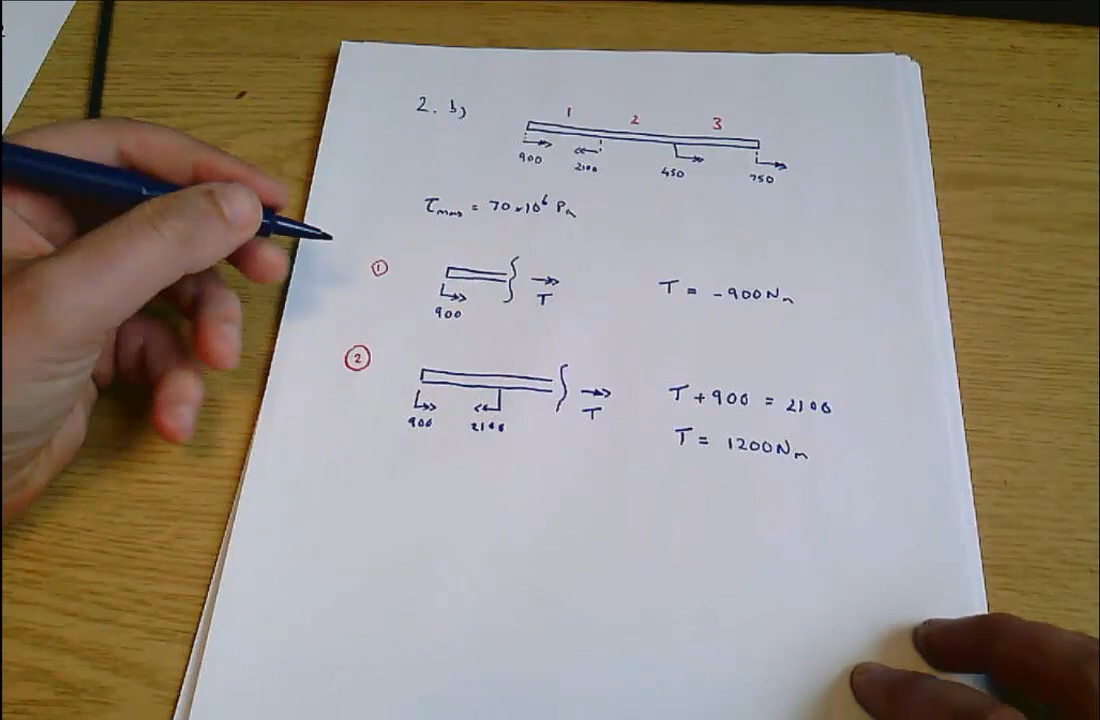 2. b)
1 2 3
900 2100 450 750
τmax = 70×10⁶ Pa
① T T = -900Nm
900
②
T T + 900 = 2100
900 2100
T = 1200Nm